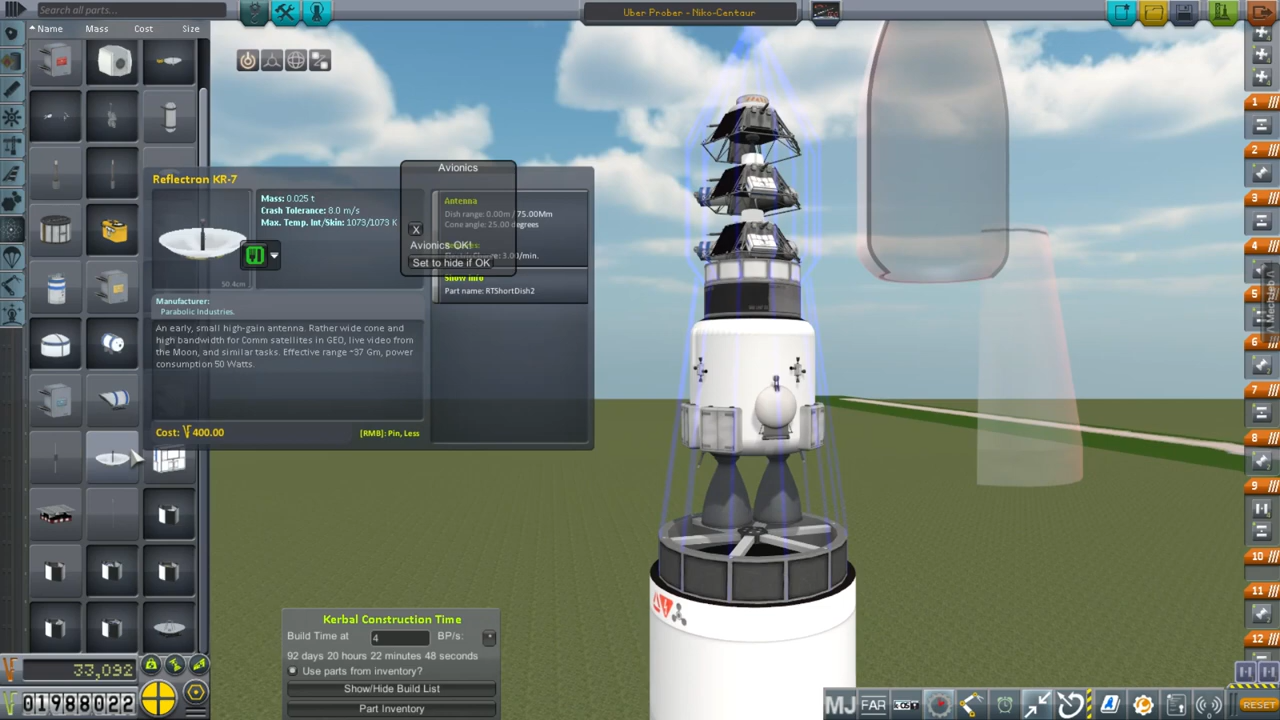 Search all parts...
Uber Prober - Niko-Centaur
Name Mass Cost Size
Reflectron KR-7
Mass: 0.025 t
Crash Tolerance: 8.0 m/s
Max. Temp. Int/Skin: 1073/1073 K
50.4cm
Avionics
X
Avionics OK!
Set to hide if OK
Antenna
Dish range: 0.00m / 75.00Mm
Cone angle: 25.00 degrees
Show Info
Part name: RTShortDish2
Manufacturer:
Parabolic Industries.
An early, small high-gain antenna. Rather wide cone and
high bandwidth for Comm satellites in GEO, live video from
the Moon, and similar tasks. Effective range ~37 Gm, power
consumption 50 Watts.
Cost: 400.00
[RMB]: Pin, Less
1
2
3
4
5
6
7
8
9
10
11
12
MechJeb
Kerbal Construction Time
Build Time at 4 BP/s:
92 days 20 hours 22 minutes 48 seconds
Use parts from inventory?
Show/Hide Build List
Part Inventory
33,092
01988022
MJ FAR kOS
RESET